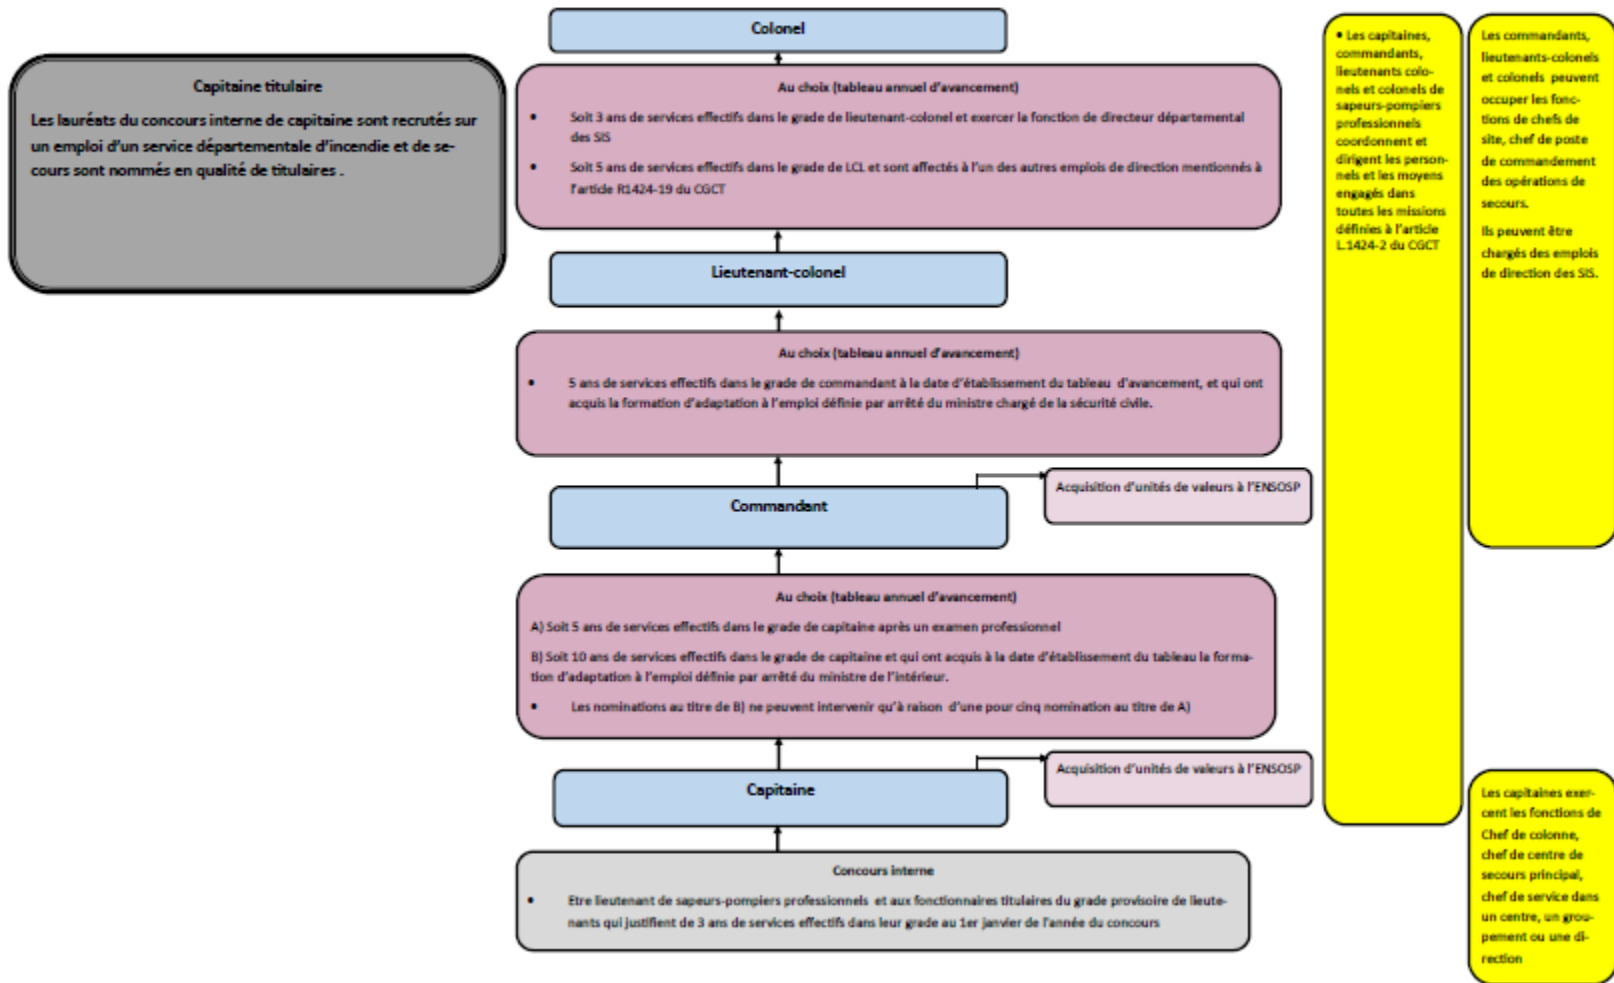 Colonel
Capitaine titulaire
Les lauréats du concours interne de capitaine sont recrutés sur
un emploi d'un service départementale d'incendie et de se-
cours sont nommés en qualité de titulaires .
Au choix (tableau annuel d'avancement)
• Soit 3 ans de services effectifs dans le grade de lieutenant-colonel et exercer la fonction de directeur départemental
des SIS
• Soit 5 ans de services effectifs dans le grade de LCL et sont affectés à l'un des autres emplois de direction mentionnés à
l'article R1424-19 du CGCT
Lieutenant-colonel
Au choix (tableau annuel d'avancement)
• 5 ans de services effectifs dans le grade de commandant à la date d'établissement du tableau d'avancement, et qui ont
acquis la formation d'adaptation à l'emploi définie par arrêté du ministre chargé de la sécurité civile.
Commandant
Acquisition d'unités de valeurs à l'ENSOSP
Au choix (tableau annuel d'avancement)
A) Soit 5 ans de services effectifs dans le grade de capitaine après un examen professionnel
B) Soit 10 ans de services effectifs dans le grade de capitaine et qui ont acquis à la date d'établissement du tableau la forma-
tion d'adaptation à l'emploi définie par arrêté du ministre de l'intérieur.
• Les nominations au titre de B) ne peuvent intervenir qu'à raison d'une pour cinq nomination au titre de A)
Capitaine
Acquisition d'unités de valeurs à l'ENSOSP
Concours interne
• Etre lieutenant de sapeurs-pompiers professionnels et aux fonctionnaires titulaires du grade provisoire de lieute-
nants qui justifient de 3 ans de services effectifs dans leur grade au 1er janvier de l'année du concours
• Les capitaines,
commandants,
lieutenants colo-
nels et colonels de
sapeurs-pompiers
professionnels
coordonnent et
dirigent les person-
nels et les moyens
engagés dans
toutes les missions
définies à l'article
L.1424-2 du CGCT
Les commandants,
lieutenants-colonels
et colonels peuvent
occuper les fonc-
tions de chefs de
site, chef de poste
de commandement
des opérations de
secours.
Ils peuvent être
chargés des emplois
de direction des SIS.
Les capitaines exer-
cent les fonctions de
Chef de colonne,
chef de centre de
secours principal,
chef de service dans
un centre, un grou-
pement ou une di-
rection